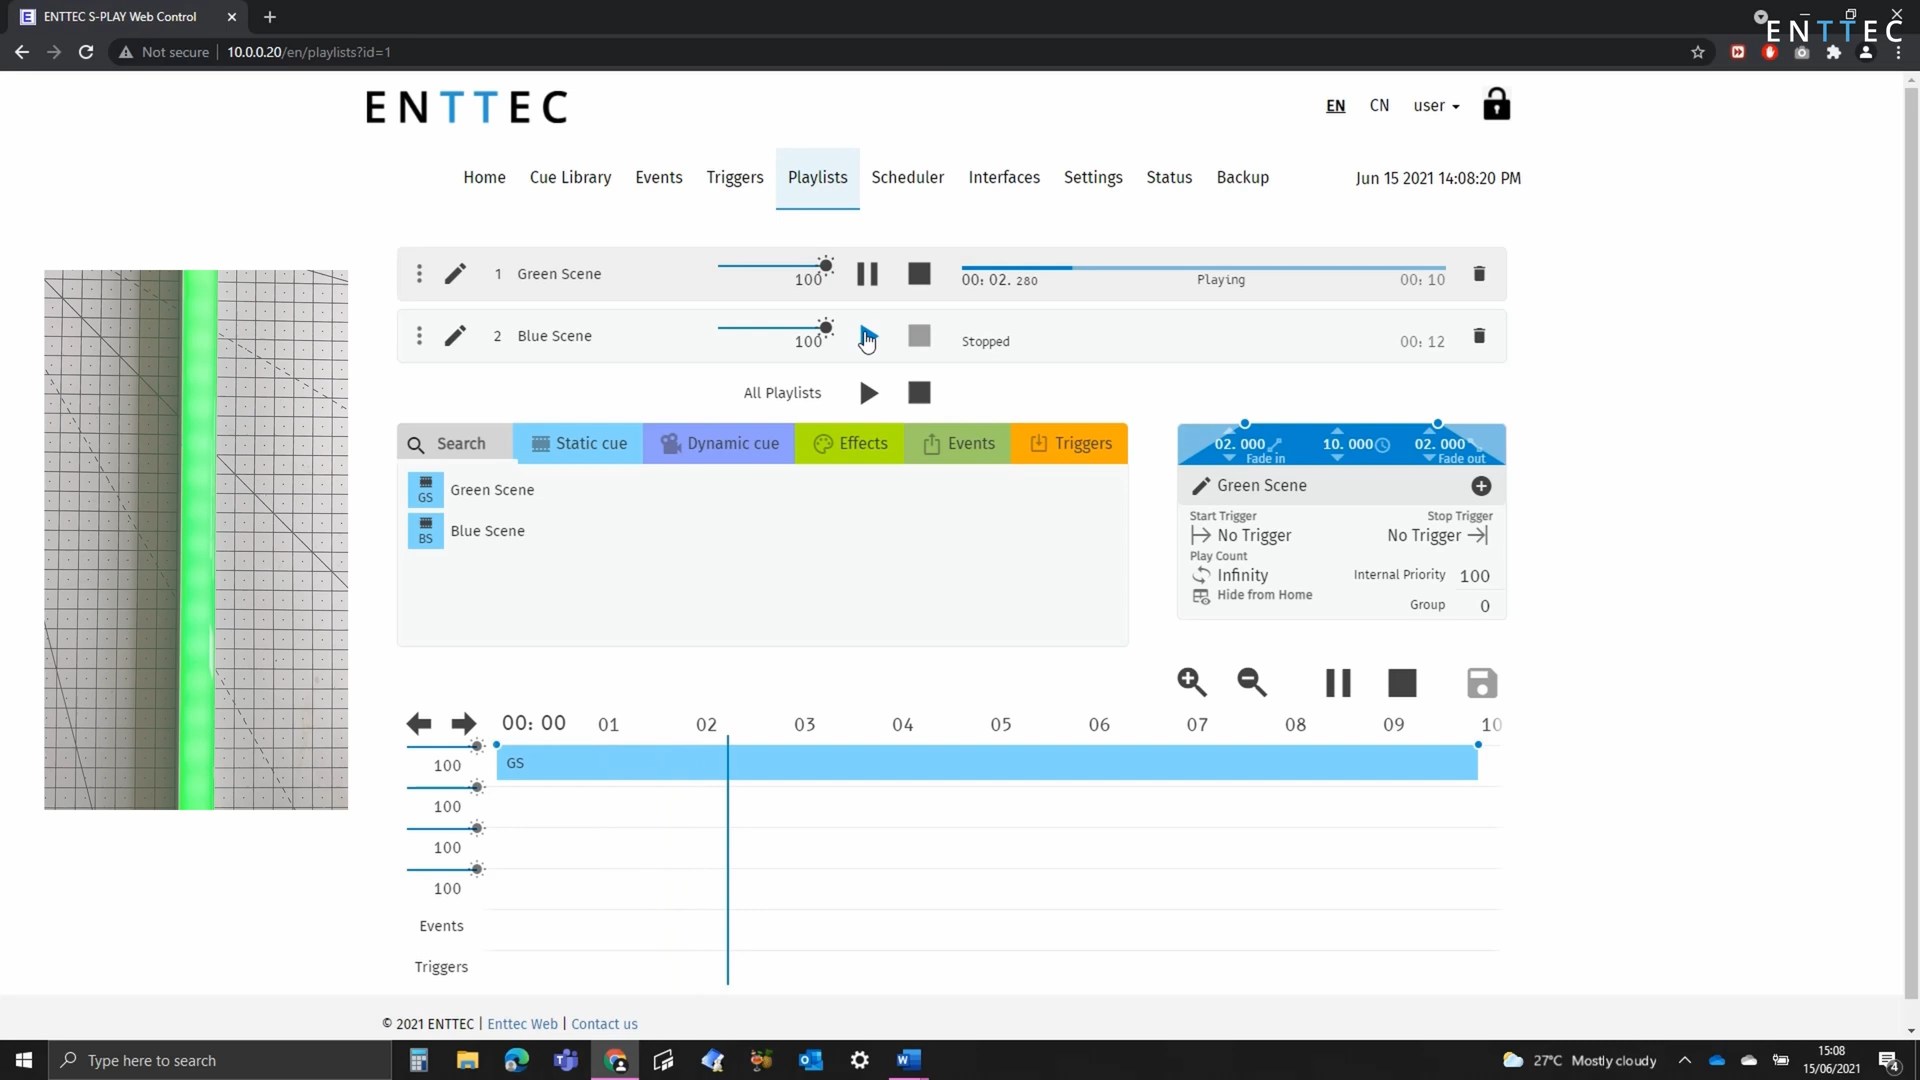 ENTTEC S-PLAY Web Control
ENTTEC
Not secure 10.0.0.20/en/playlists?id=1
ENTTEC
EN CN user
Home Cue Library Events Triggers Playlists Scheduler Interfaces Settings Status Backup Jun 15 2021 14:08:20 PM
1 Green Scene 100 00: 02. 280 Playing 00: 10
2 Blue Scene 100 Stopped 00: 12
All Playlists
Search Static cue Dynamic cue Effects Events Triggers
GS Green Scene
BS Blue Scene
02. 000 Fade in 10. 000 02. 000 Fade out
Green Scene
Start Trigger Stop Trigger
No Trigger No Trigger
Play Count
Infinity Internal Priority 100
Hide from Home
Group 0
00: 00 01 02 03 04 05 06 07 08 09 10
100 GS
100
100
100
Events
Triggers
© 2021 ENTTEC | Enttec Web | Contact us
Type here to search
27°C Mostly cloudy
15:08
15/06/2021
4